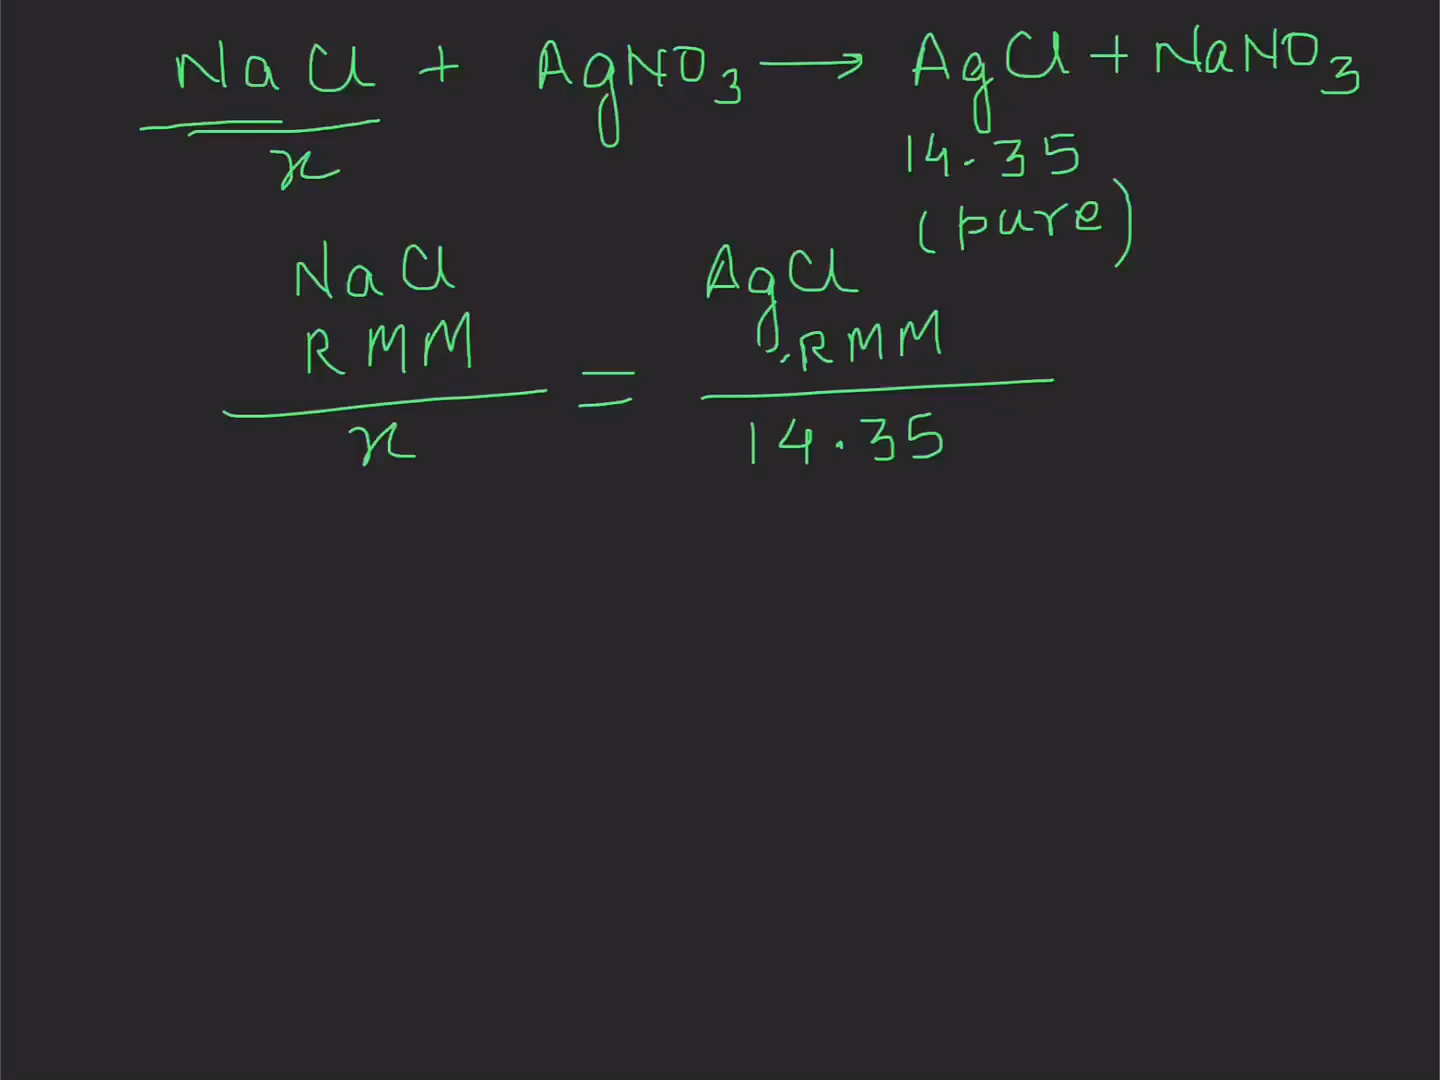 NaCl + AgNO3 → AgCl + NaNO3
x 14.35
(pure)
NaCl AgCl
RMM = RMM
x 14.35